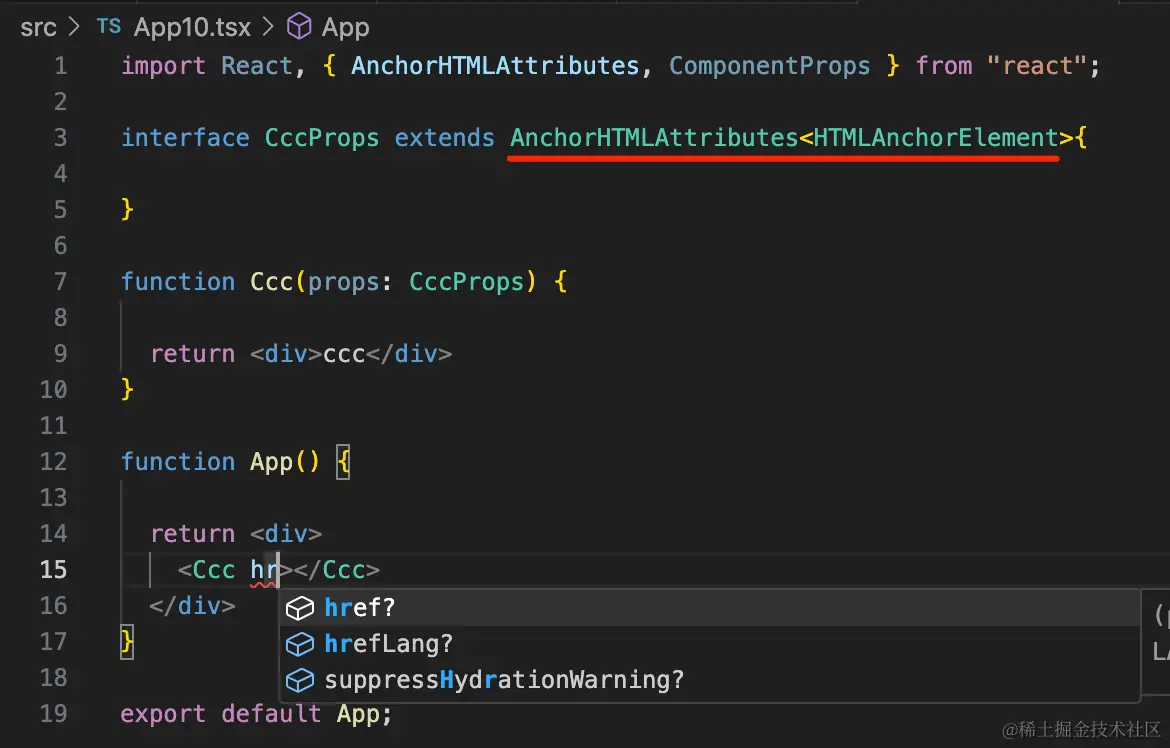 src > TS App10.tsx > App
1 import React, { AnchorHTMLAttributes, ComponentProps } from "react";
2
3 interface CccProps extends AnchorHTMLAttributes<HTMLAnchorElement>{
4
5 }
6
7 function Ccc(props: CccProps) {
8
9 return <div>ccc</div>
10 }
11
12 function App() {
13
14 return <div>
15 <Ccc hr></Ccc>
16 </div>
href?
17 }
hrefLang?
18
suppressHydrationWarning?
19 export default App;
@稀土掘金技术社区